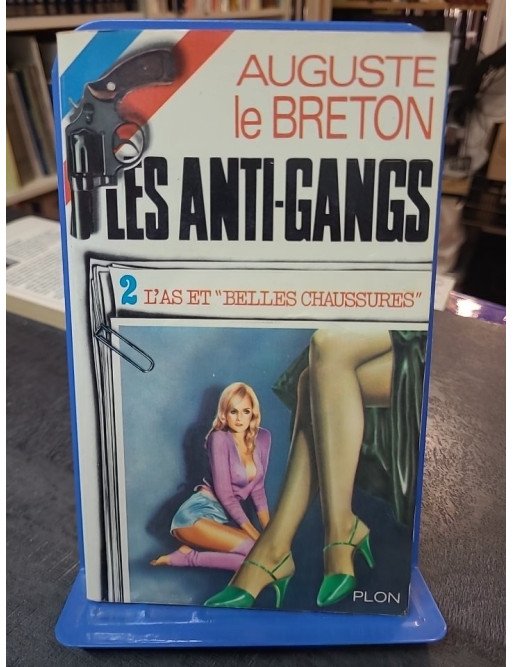 AUGUSTE
le BRETON
LES ANTI-GANGS
2 L'AS ET "BELLES CHAUSSURES"
PLON